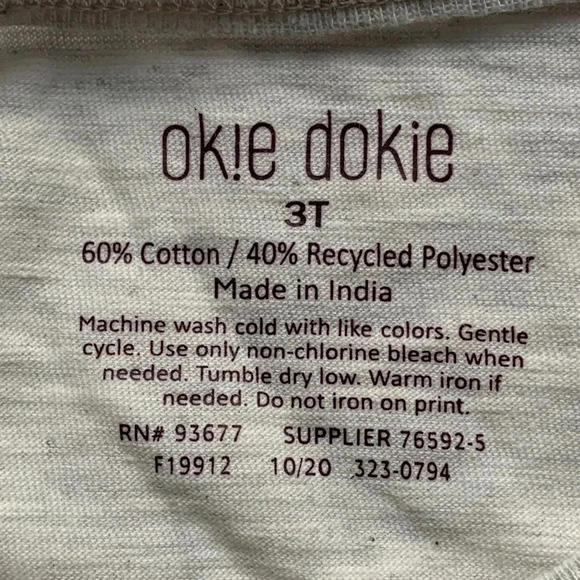 ok!e dokie
3T
60% Cotton / 40% Recycled Polyester
Made in India
Machine wash cold with like colors. Gentle
cycle. Use only non-chlorine bleach when
needed. Tumble dry low. Warm iron if
needed. Do not iron on print.
RN# 93677 SUPPLIER 76592-5
F19912 10/20 323-0794